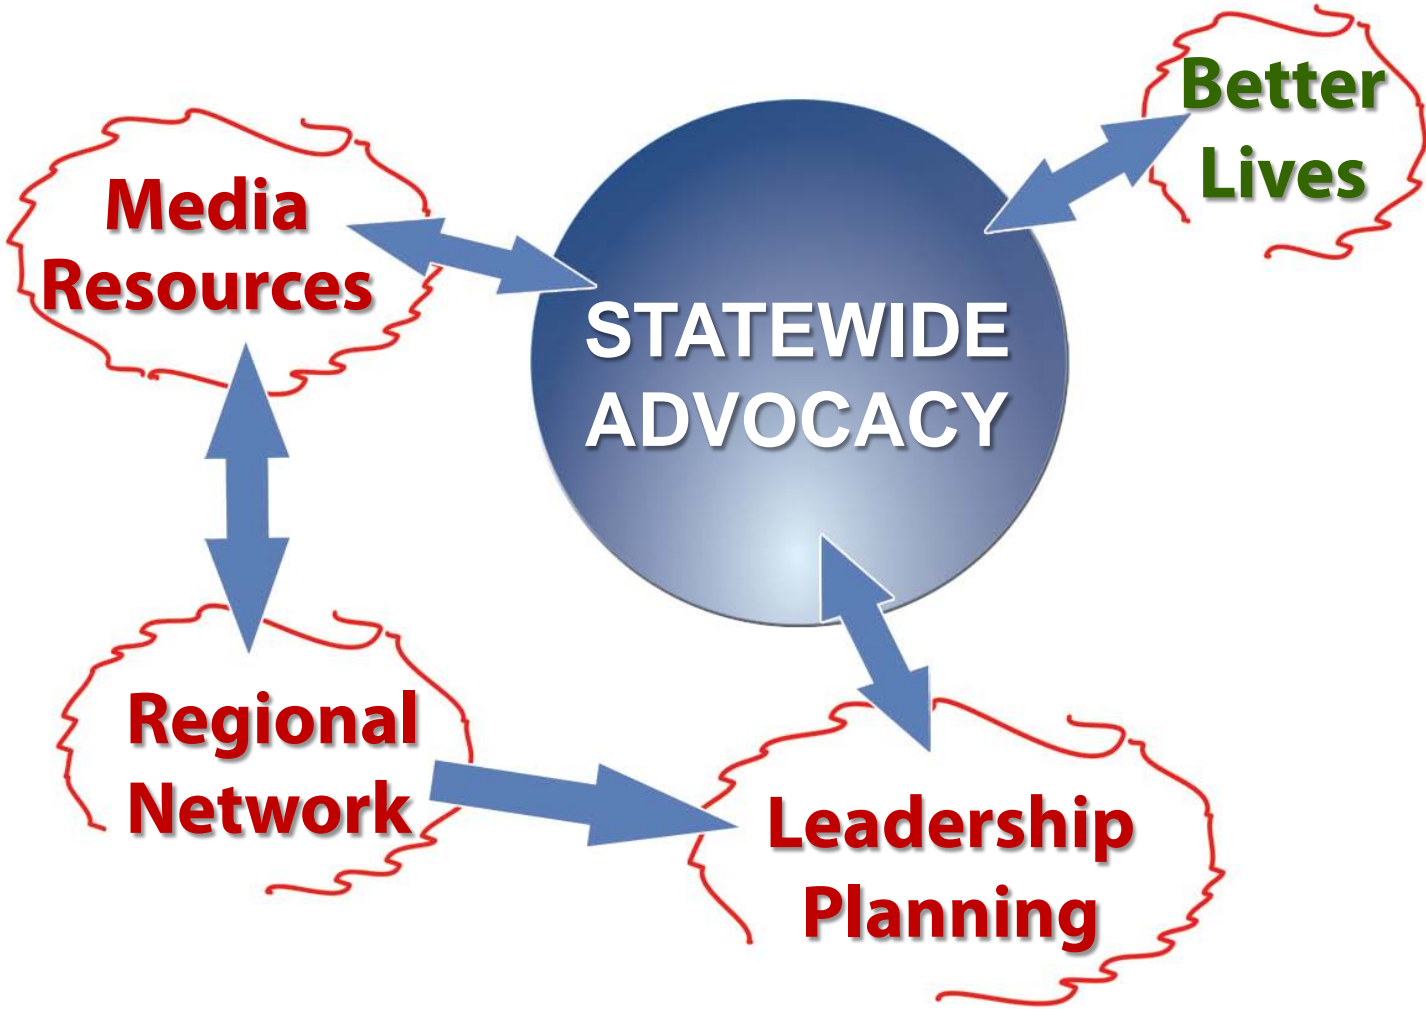 Better
Lives
Media
Resources
STATEWIDE
ADVOCACY
Regional
Network
Leadership
Planning